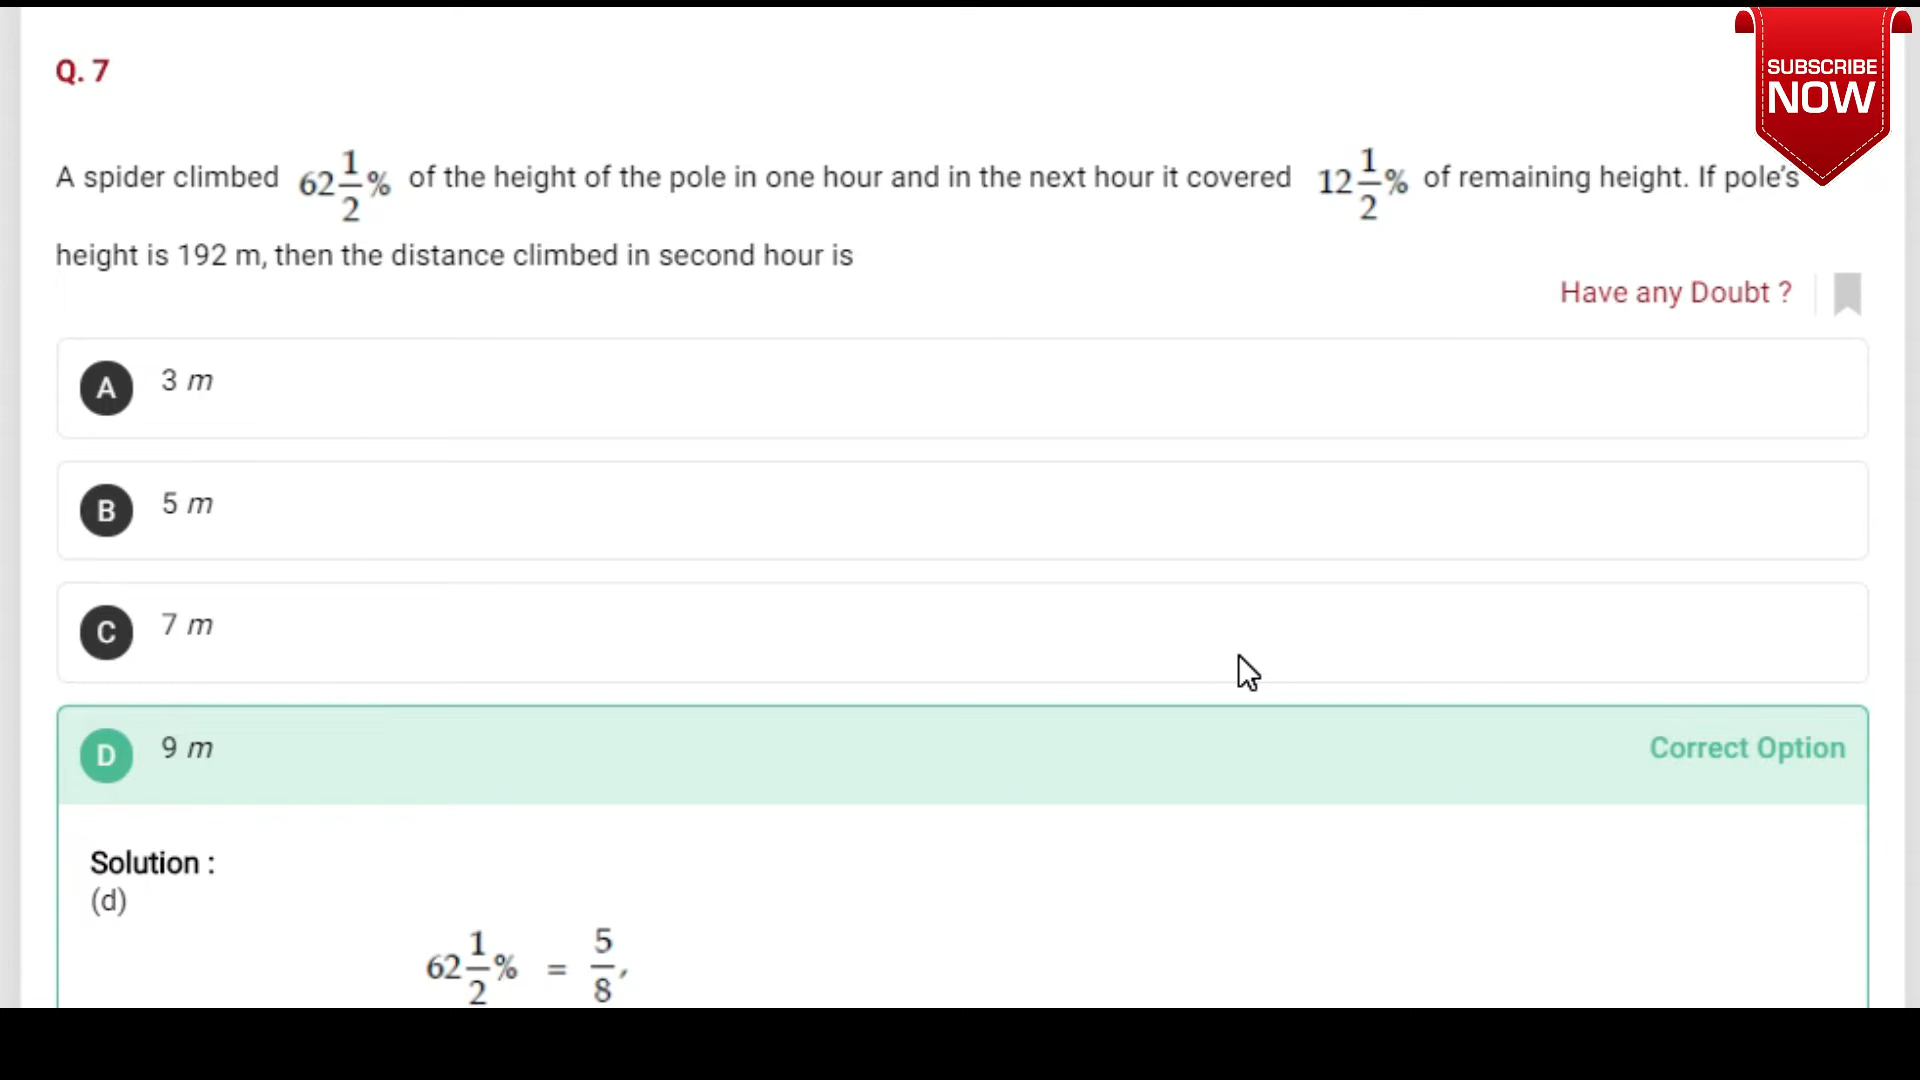 SUBSCRIBE
NOW
Q. 7
A spider climbed 62 1/2 % of the height of the pole in one hour and in the next hour it covered 12 1/2 % of remaining height. If pole's
height is 192 m, then the distance climbed in second hour is
Have any Doubt ?
A 3 m
B 5 m
C 7 m
D 9 m Correct Option
Solution :
(d)
62 1/2 % = 5/8,